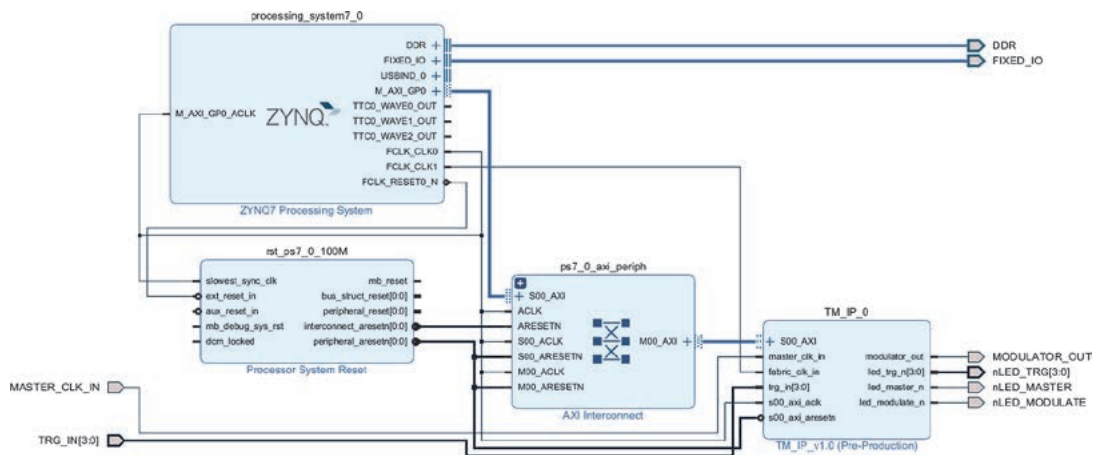 processing_system7_0
DDR
FIXED_IO
USBIND_0
M_AXI_GP0
M_AXI_GP0_ACLK
ZYNQ
TTC0_WAVE0_OUT
TTC0_WAVE1_OUT
TTC0_WAVE2_OUT
FCLK_CLK0
FCLK_CLK1
FCLK_RESET0_N
ZYNQ7 Processing System
DDR
FIXED_IO
rst_ps7_0_100M
slowest_sync_clk
ext_reset_in
aux_reset_in
mb_debug_sys_rst
dcm_locked
mb_reset
bus_struct_reset[0:0]
peripheral_reset[0:0]
interconnect_aresetn[0:0]
peripheral_aresetn[0:0]
Processor System Reset
ps7_0_axi_periph
S00_AXI
ACLK
ARESETN
S00_ACLK
S00_ARESETN
M00_ACLK
M00_ARESETN
M00_AXI
AXI Interconnect
TM_IP_0
S00_AXI
master_clk_in
fabric_clk_in
trg_in[3:0]
s00_axi_aclk
s00_axi_aresetn
modulator_out
led_trg_n[3:0]
led_master_n
led_modulate_n
TM_IP_v1.0 (Pre-Production)
MODULATOR_OUT
nLED_TRG[3:0]
nLED_MASTER
nLED_MODULATE
MASTER_CLK_IN
TRG_IN[3:0]